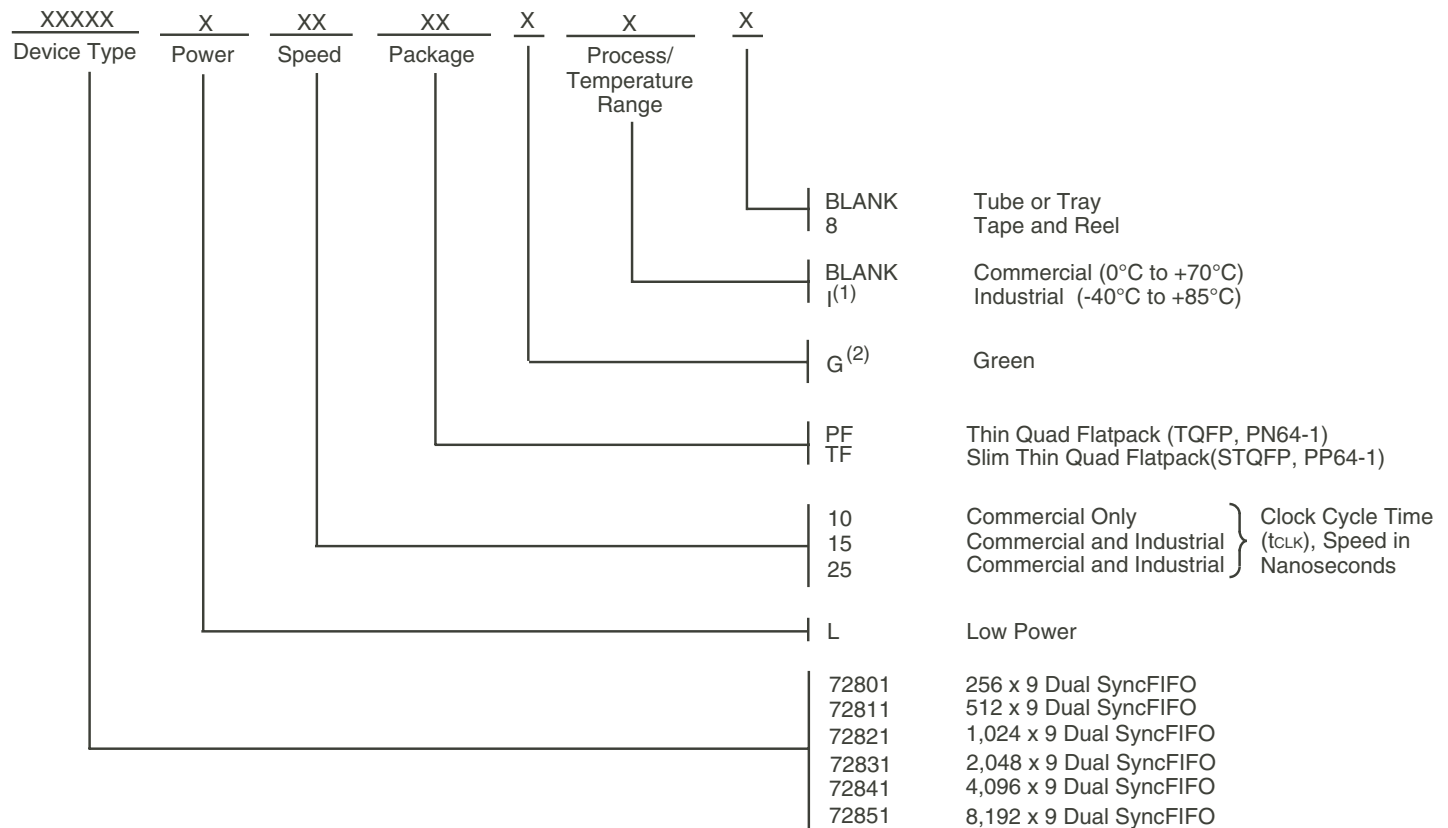 XXXXX X XX XX X X X
Device Type Power Speed Package Process/
Temperature
Range
BLANK Tube or Tray
8 Tape and Reel
BLANK Commercial (0°C to +70°C)
I(1) Industrial (-40°C to +85°C)
G(2) Green
PF Thin Quad Flatpack (TQFP, PN64-1)
TF Slim Thin Quad Flatpack(STQFP, PP64-1)
10 Commercial Only Clock Cycle Time
15 Commercial and Industrial (tCLK), Speed in
25 Commercial and Industrial Nanoseconds
L Low Power
72801 256 x 9 Dual SyncFIFO
72811 512 x 9 Dual SyncFIFO
72821 1,024 x 9 Dual SyncFIFO
72831 2,048 x 9 Dual SyncFIFO
72841 4,096 x 9 Dual SyncFIFO
72851 8,192 x 9 Dual SyncFIFO